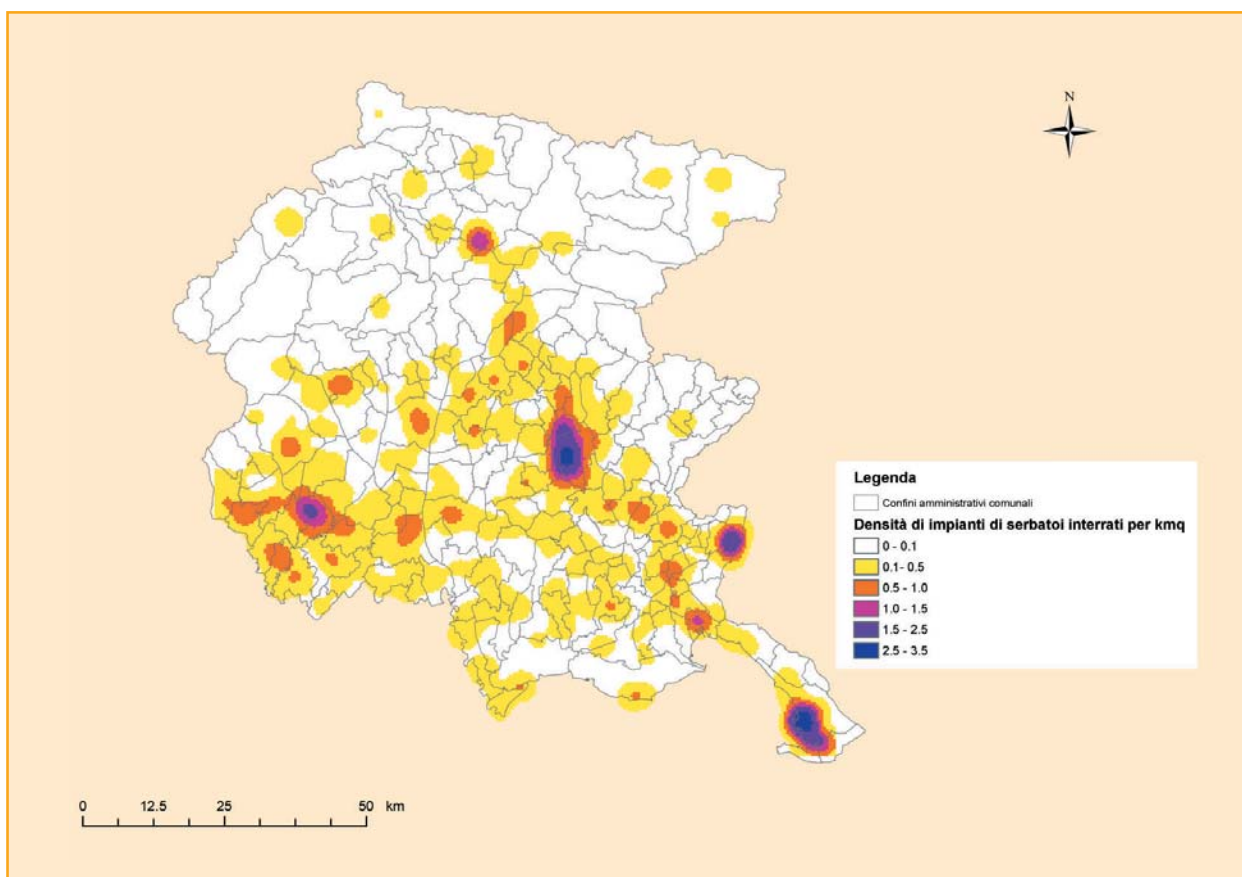 N
Legenda
Confini amministrativi comunali
Densità di impianti di serbatoi interrati per kmq
0 - 0.1
0.1- 0.5
0.5 - 1.0
1.0 - 1.5
1.5 - 2.5
2.5 - 3.5
0 12.5 25 50 km